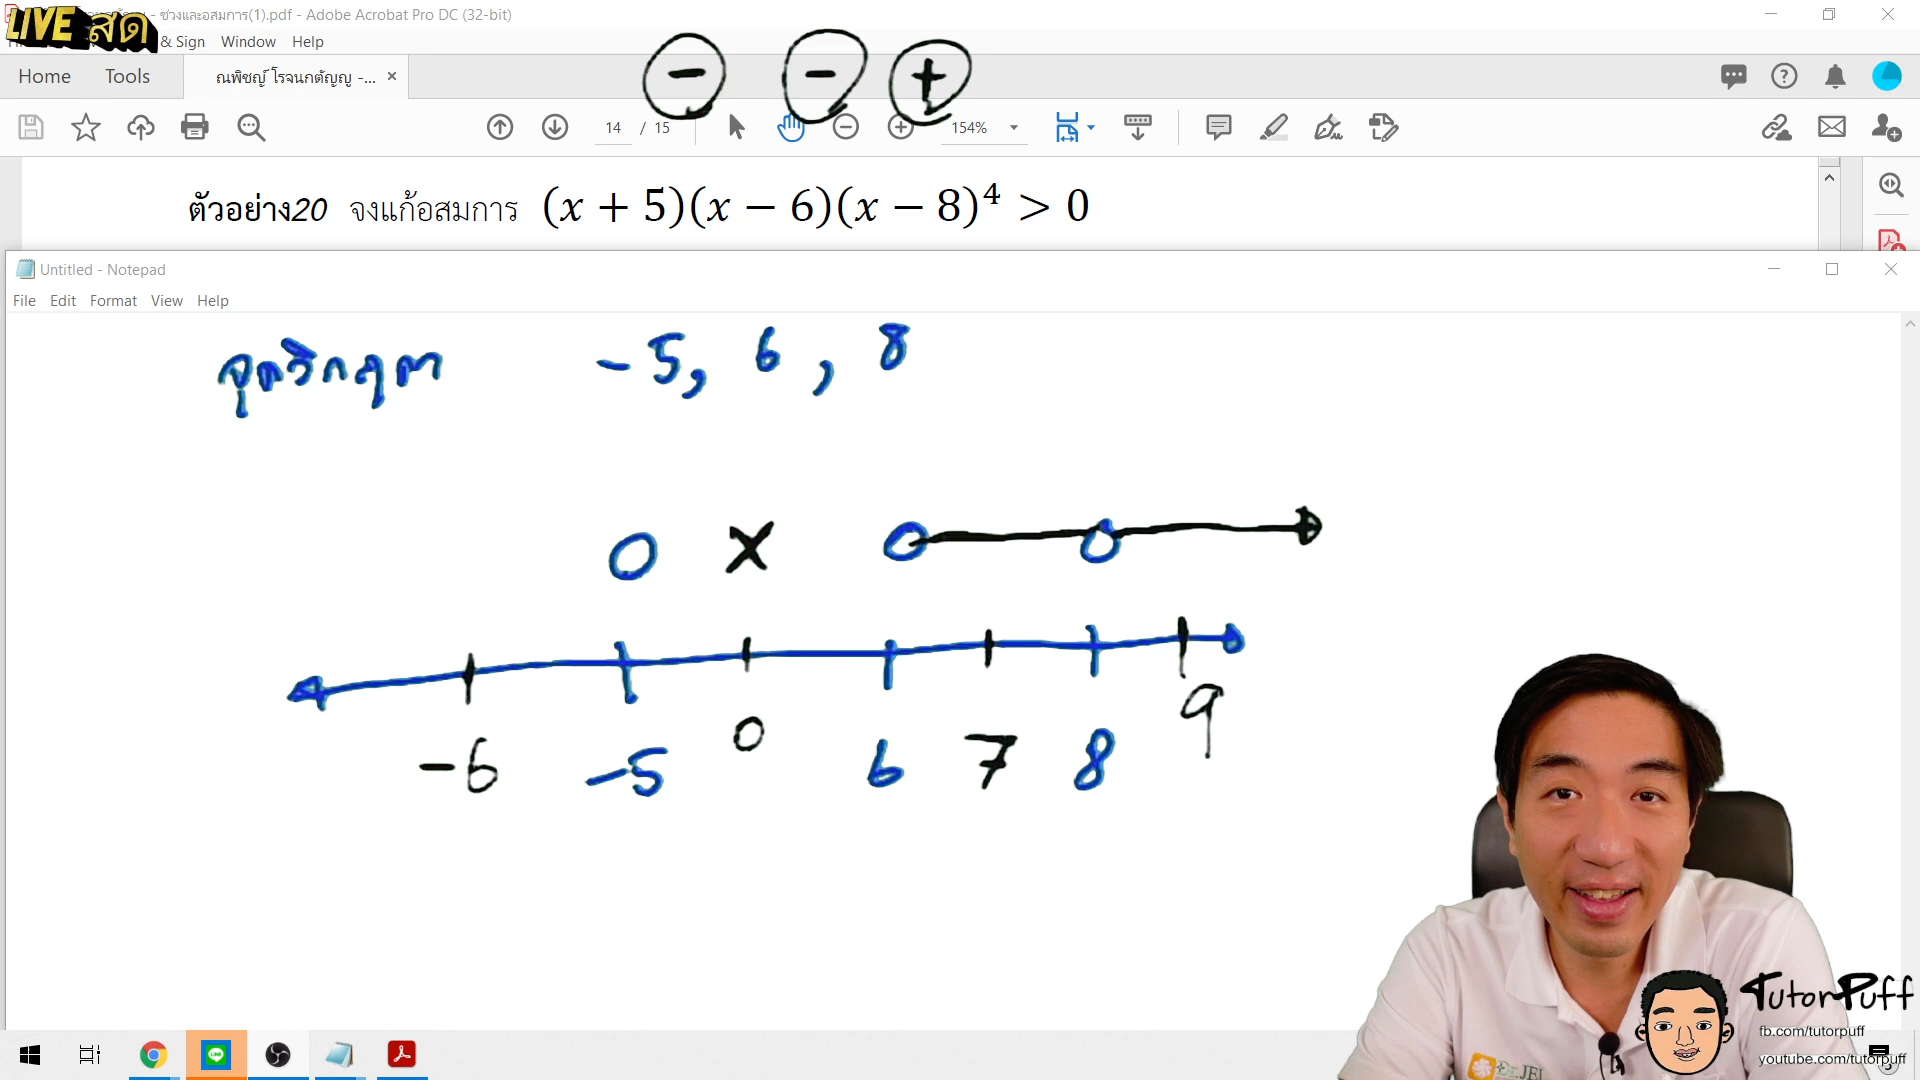 LIVE สด
- ช่วงและอสมการ(1).pdf - Adobe Acrobat Pro DC (32-bit)
& Sign Window Help
− − +
Home Tools ณพิชญ์ โรจนกตัญญู -... ×
14 / 15 154%
ตัวอย่าง20 จงแก้อสมการ (x + 5)(x − 6)(x − 8)⁴ > 0
Untitled - Notepad
File Edit Format View Help
จุดวิกฤต -5, 6, 8
×
-6 -5 0 6 7 8 9
TutorPuff
fb.com/tutorpuff
youtube.com/tutorpuff
LINE